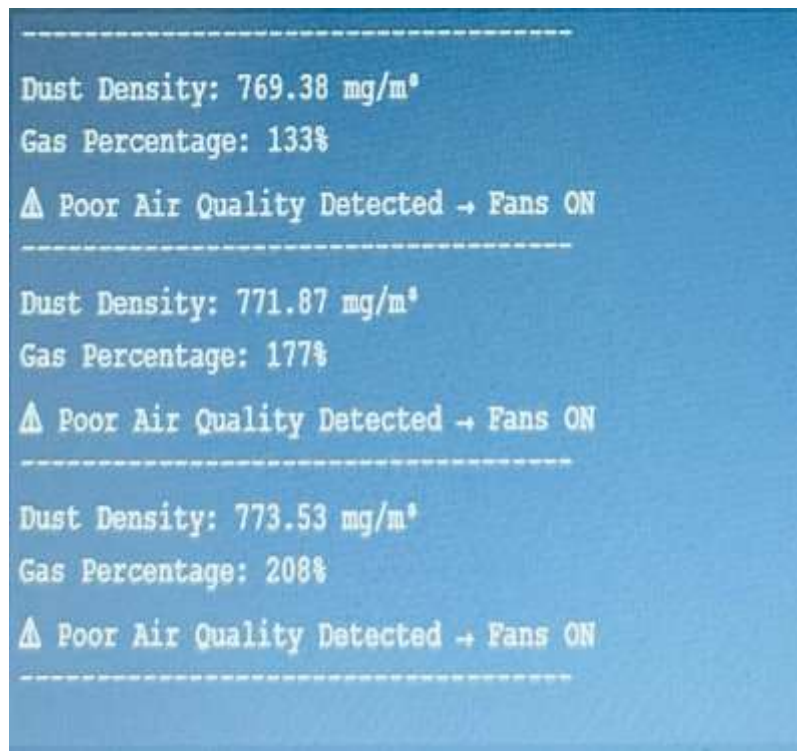 ------------------------------------
Dust Density: 769.38 mg/m³
Gas Percentage: 133%
⚠ Poor Air Quality Detected → Fans ON
------------------------------------
Dust Density: 771.87 mg/m³
Gas Percentage: 177%
⚠ Poor Air Quality Detected → Fans ON
------------------------------------
Dust Density: 773.53 mg/m³
Gas Percentage: 208%
⚠ Poor Air Quality Detected → Fans ON
------------------------------------